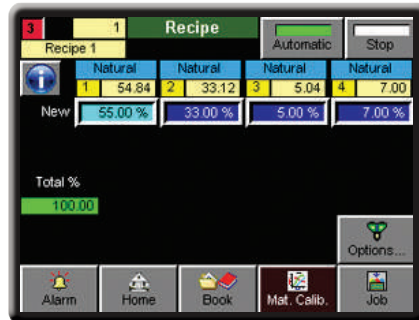 3 1 Recipe Automatic Stop
Recipe 1
Natural Natural Natural Natural
1 54.84 2 33.12 3 5.04 4 7.00
New 55.00 % 33.00 % 5.00 % 7.00 %
Total %
100.00
Options...
Alarm Home Book Mat. Calib. Job